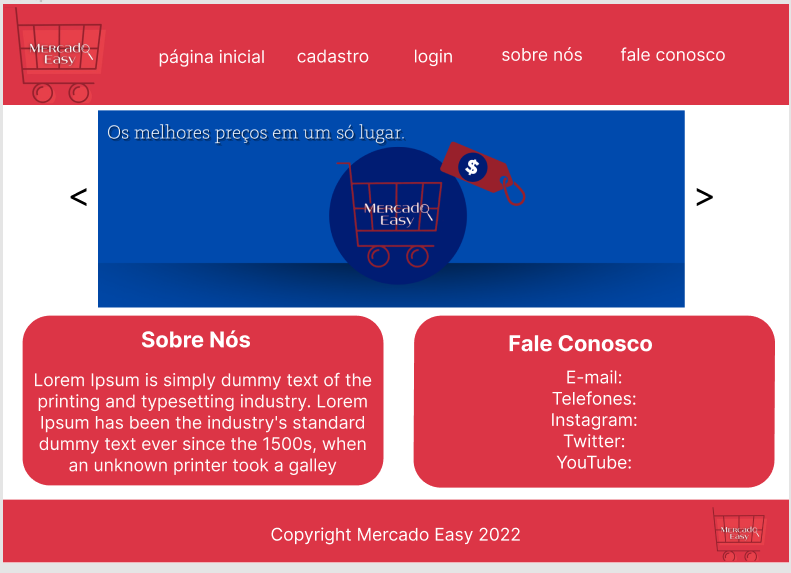 Mercado
Easy
página inicial
cadastro
login
sobre nós
fale conosco
Os melhores preços em um só lugar.
$
Mercado
Easy
<
>
Sobre Nós
Lorem Ipsum is simply dummy text of the
printing and typesetting industry. Lorem
Ipsum has been the industry's standard
dummy text ever since the 1500s, when
an unknown printer took a galley
Fale Conosco
E-mail:
Telefones:
Instagram:
Twitter:
YouTube:
Copyright Mercado Easy 2022
Mercado
Easy